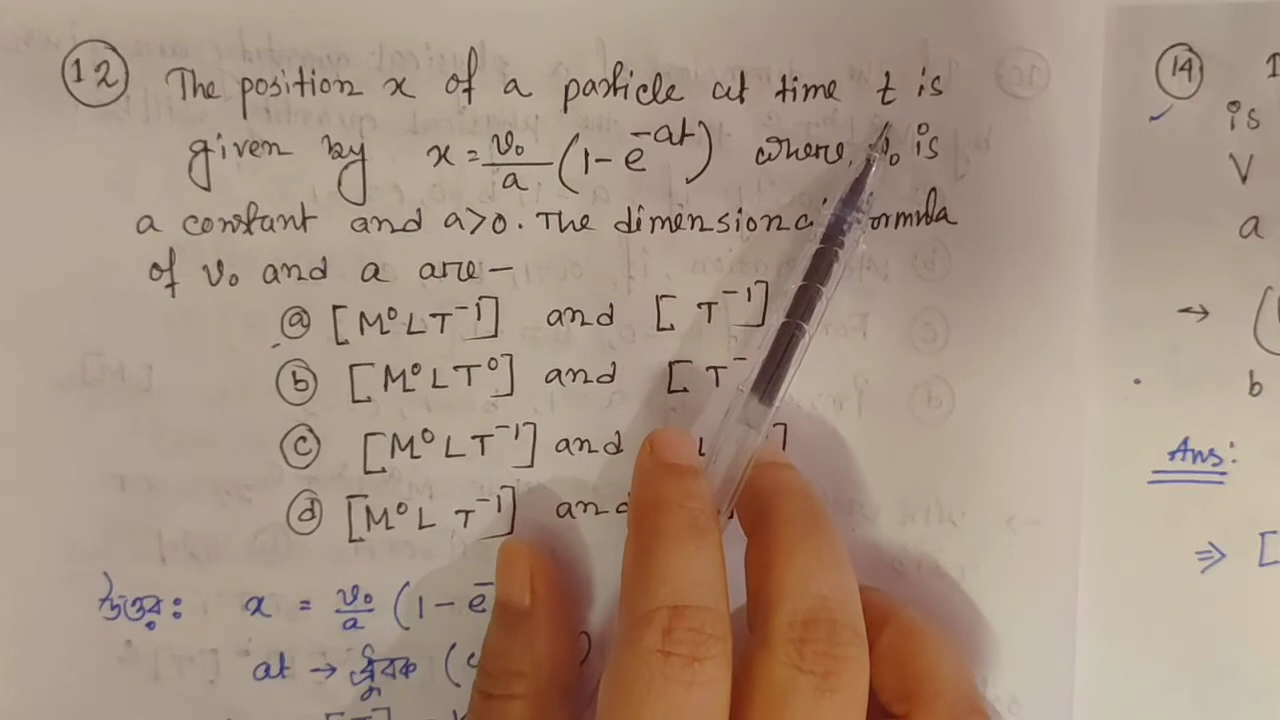 (12) The position x of a particle at time t is
given by x = v₀/a (1 - e^-at) where, v₀ is
a constant and a>0. The dimensional formula
of v₀ and a are –
(a) [M⁰LT⁻¹] and [T⁻¹]
(b) [M⁰LT⁰] and [T⁻
(c) [M⁰LT⁻¹] and
(d) [M⁰L T⁻¹] and
উত্তর: x = v₀/a (1 - e⁻
at → ধ্রুবক (c
(14)
is
V
a
→ (
b
Ans:
⇒ [